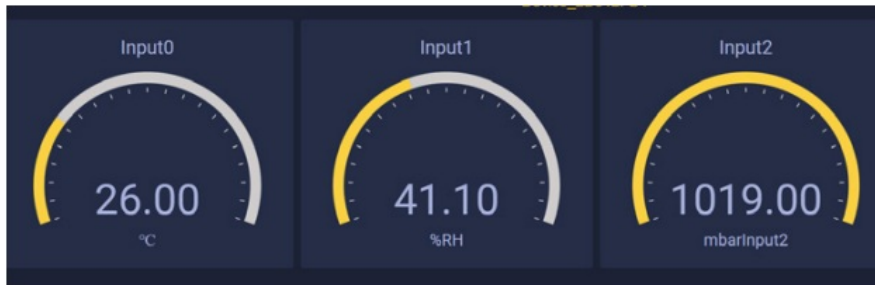 Input0
26.00
℃
Input1
41.10
%RH
Input2
1019.00
mbarInput2